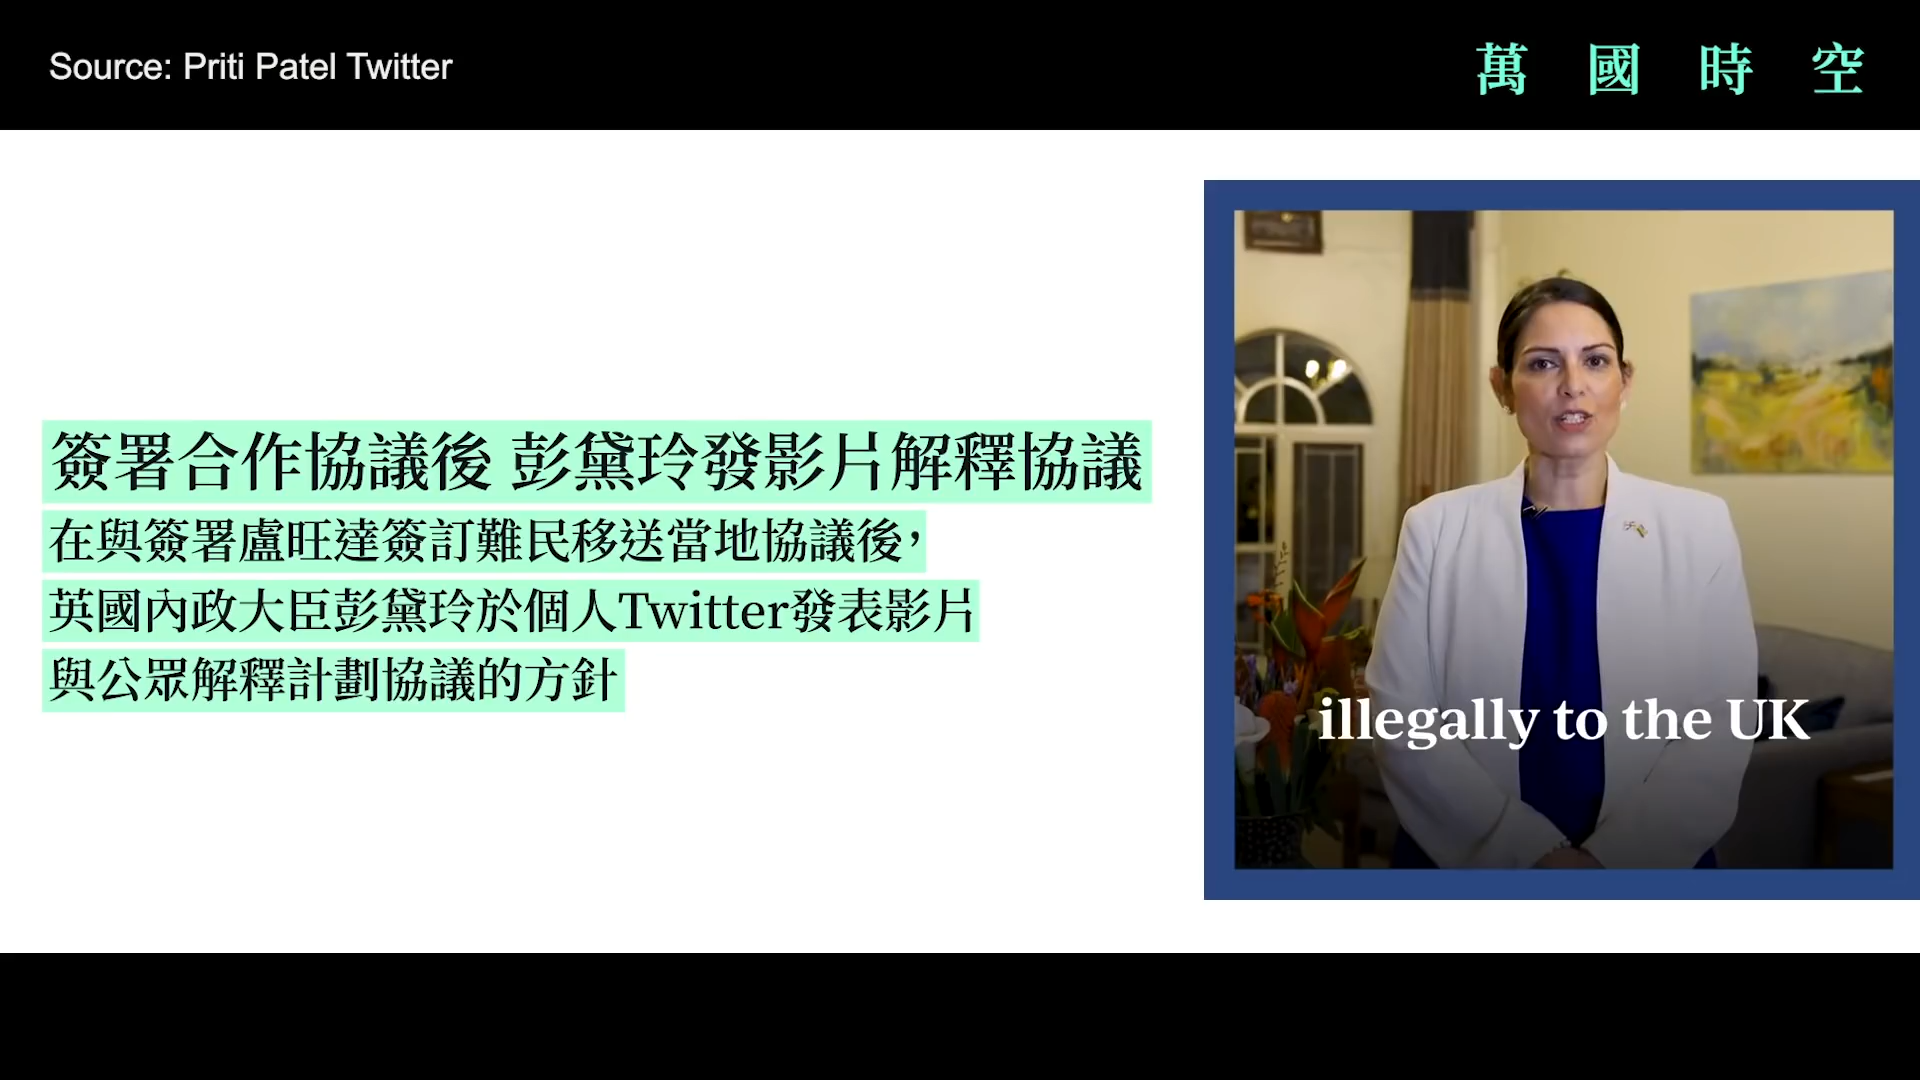 Source: Priti Patel Twitter
萬國時空
簽署合作協議後 彭黛玲發影片解釋協議
在與簽署盧旺達簽訂難民移送當地協議後，
英國內政大臣彭黛玲於個人Twitter發表影片
與公眾解釋計劃協議的方針
illegally to the UK